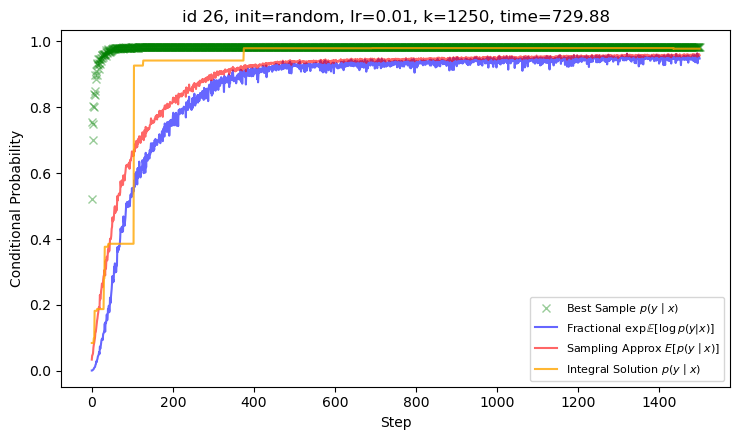 id 26, init=random, lr=0.01, k=1250, time=729.88
Conditional Probability
1.0
0.8
0.6
0.4
0.2
0.0
Best Sample p(y | x)
Fractional exp𝔼[log p(y|x)]
Sampling Approx E[p(y | x)]
Integral Solution p(y | x)
0 200 400 600 800 1000 1200 1400
Step